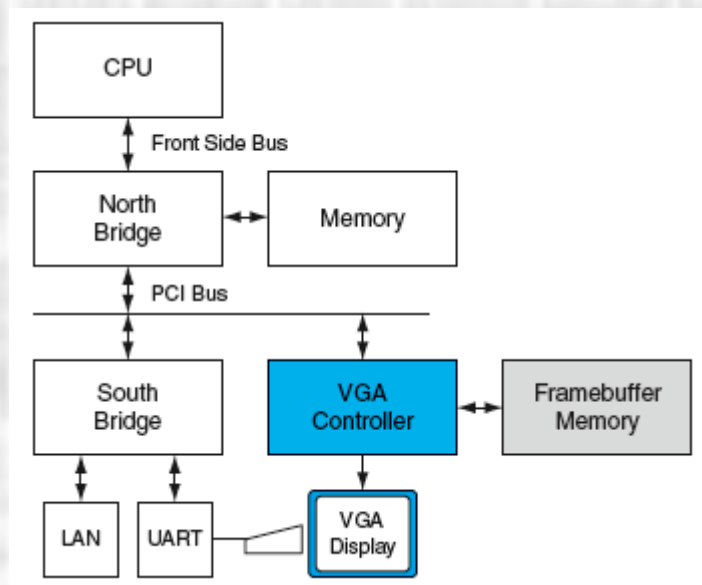 CPU
Front Side Bus
North
Bridge
Memory
PCI Bus
South
Bridge
VGA
Controller
Framebuffer
Memory
LAN
UART
VGA
Display